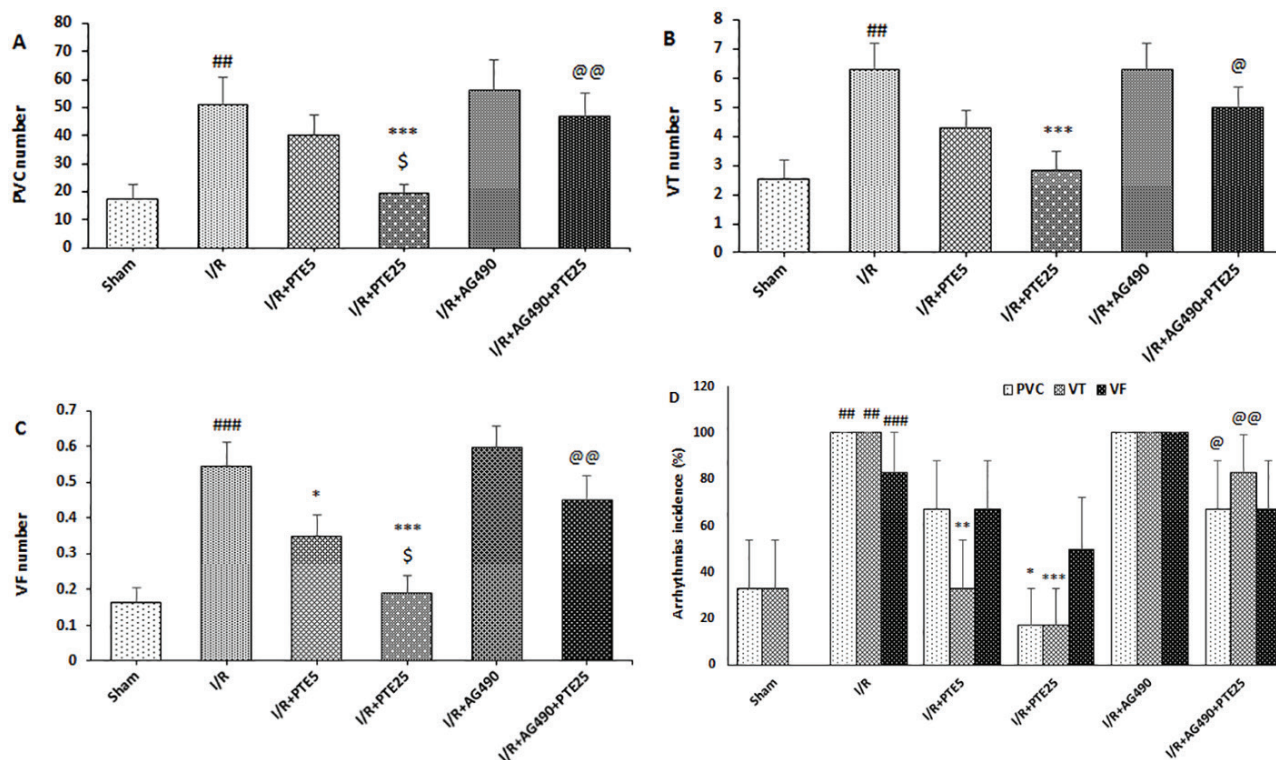 A
PVC number
80
70
60
50
40
30
20
10
0
##
***
$
@@
Sham
I/R
I/R+PTE5
I/R+PTE25
I/R+AG490
I/R+AG490+PTE25
B
VT number
8
7
6
5
4
3
2
1
0
##
***
@
Sham
I/R
I/R+PTE5
I/R+PTE25
I/R+AG490
I/R+AG490+PTE25
C
VF number
0.7
0.6
0.5
0.4
0.3
0.2
0.1
0
###
*
***
$
@@
Sham
I/R
I/R+PTE5
I/R+PTE25
I/R+AG490
I/R+AG490+PTE25
D
PVC VT VF
Arrhythmias incidence (%)
120
100
80
60
40
20
0
## ## ###
**
* ***
@ @@
Sham
I/R
I/R+PTE5
I/R+PTE25
I/R+AG490
I/R+AG490+PTE25